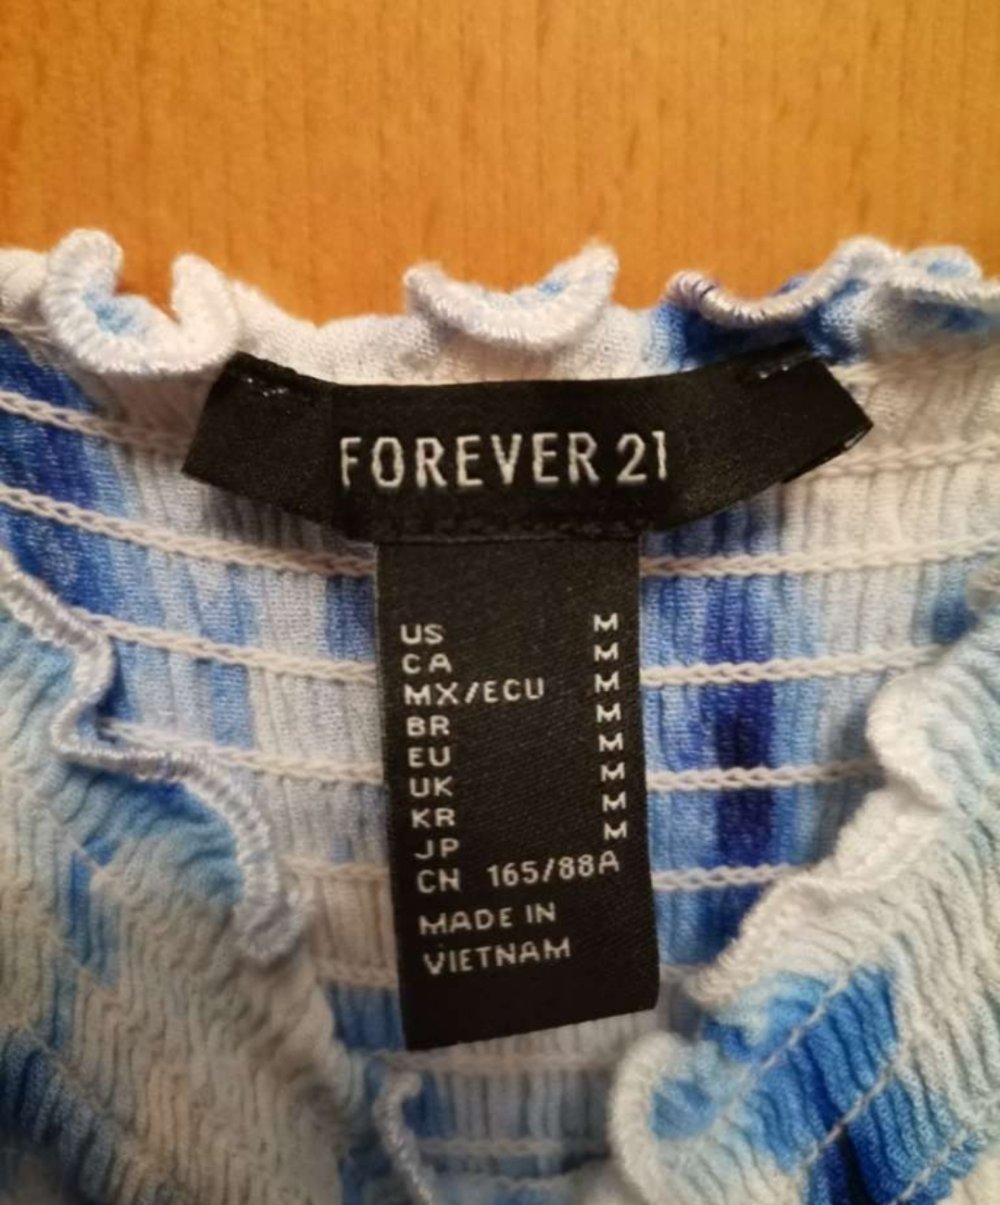 FOREVER 21
US M
CA M
MX/ECU M
BR M
EU M
UK M
KR M
JP M
CN 165/88A
MADE IN
VIETNAM